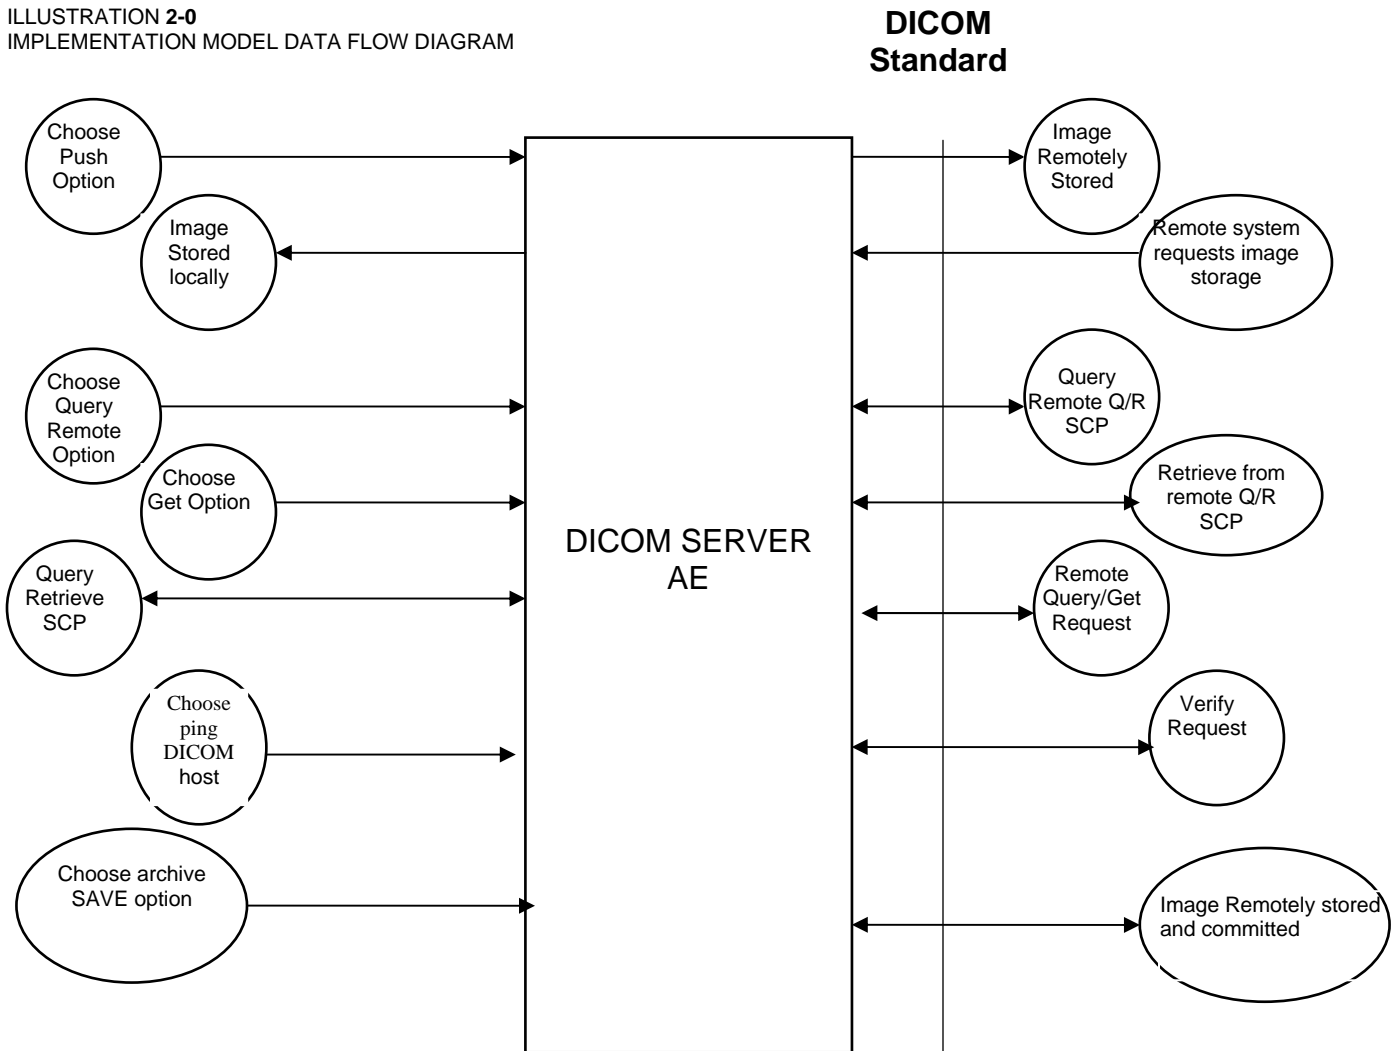 ILLUSTRATION 2-0
IMPLEMENTATION MODEL DATA FLOW DIAGRAM
DICOM
Standard
Choose
Push
Option
Image
Remotely
Stored
Image
Stored
locally
Remote system
requests image
storage
Choose
Query
Remote
Option
Query
Remote Q/R
SCP
Choose
Get Option
Retrieve from
remote Q/R
SCP
DICOM SERVER
AE
Query
Retrieve
SCP
Remote
Query/Get
Request
Choose
ping
DICOM
host
Verify
Request
Choose archive
SAVE option
Image Remotely stored
and committed